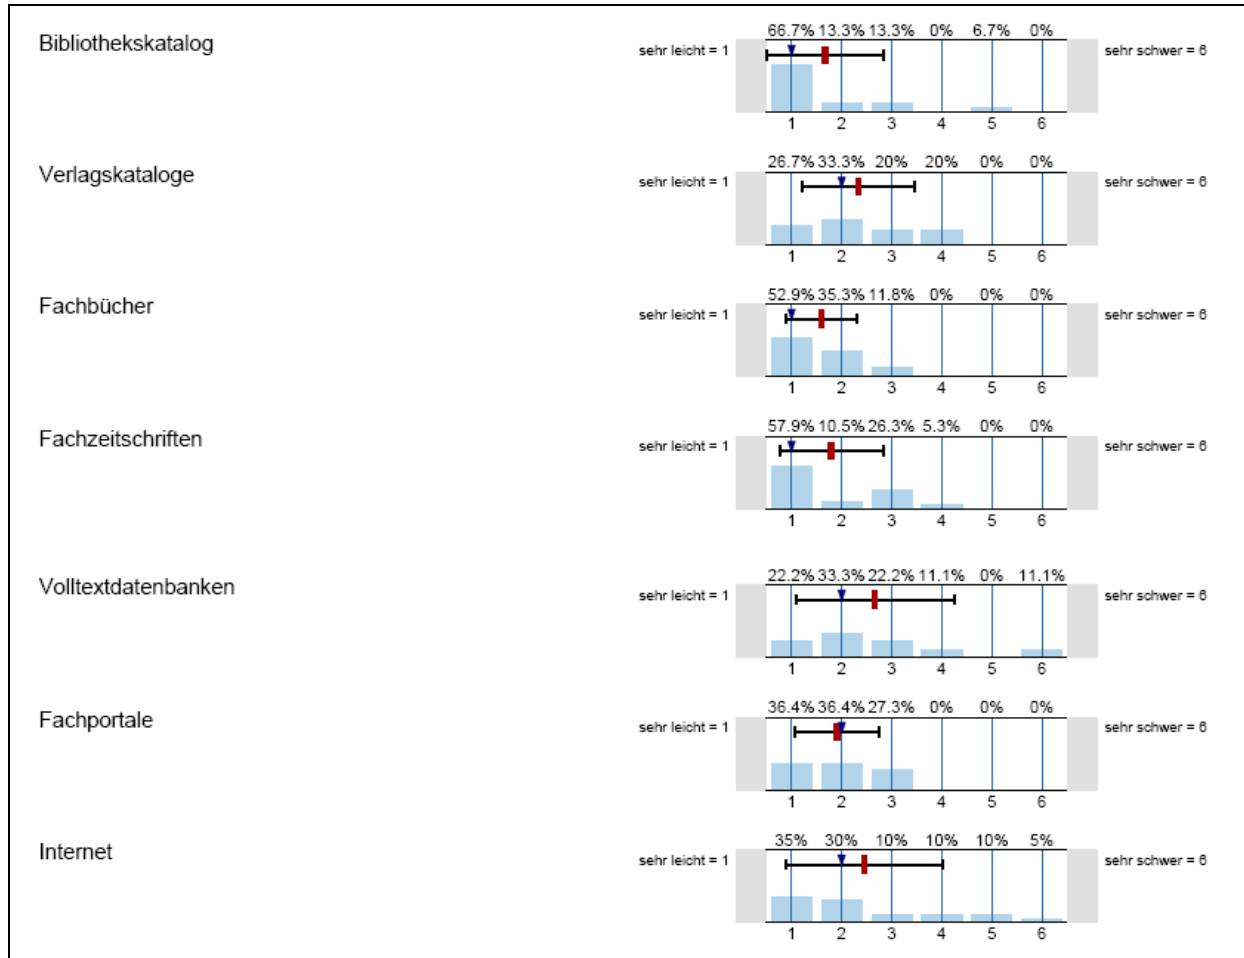 66.7% 13.3% 13.3% 0% 6.7% 0%
Bibliothekskatalog
sehr leicht = 1 sehr schwer = 6
1 2 3 4 5 6
26.7% 33.3% 20% 20% 0% 0%
Verlagskataloge
sehr leicht = 1 sehr schwer = 6
1 2 3 4 5 6
52.9% 35.3% 11.8% 0% 0% 0%
Fachbücher
sehr leicht = 1 sehr schwer = 6
1 2 3 4 5 6
57.9% 10.5% 26.3% 5.3% 0% 0%
Fachzeitschriften
sehr leicht = 1 sehr schwer = 6
1 2 3 4 5 6
22.2% 33.3% 22.2% 11.1% 0% 11.1%
Volltextdatenbanken
sehr leicht = 1 sehr schwer = 6
1 2 3 4 5 6
36.4% 36.4% 27.3% 0% 0% 0%
Fachportale
sehr leicht = 1 sehr schwer = 6
1 2 3 4 5 6
35% 30% 10% 10% 10% 5%
Internet
sehr leicht = 1 sehr schwer = 6
1 2 3 4 5 6